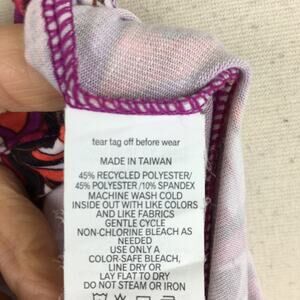 tear tag off before wear
MADE IN TAIWAN
45% RECYCLED POLYESTER/
45% POLYESTER /10% SPANDEX
MACHINE WASH COLD
INSIDE OUT WITH LIKE COLORS
AND LIKE FABRICS
GENTLE CYCLE
NON-CHLORINE BLEACH AS
NEEDED
USE ONLY A
COLOR-SAFE BLEACH,
LINE DRY OR
LAY FLAT TO DRY
DO NOT STEAM OR IRON